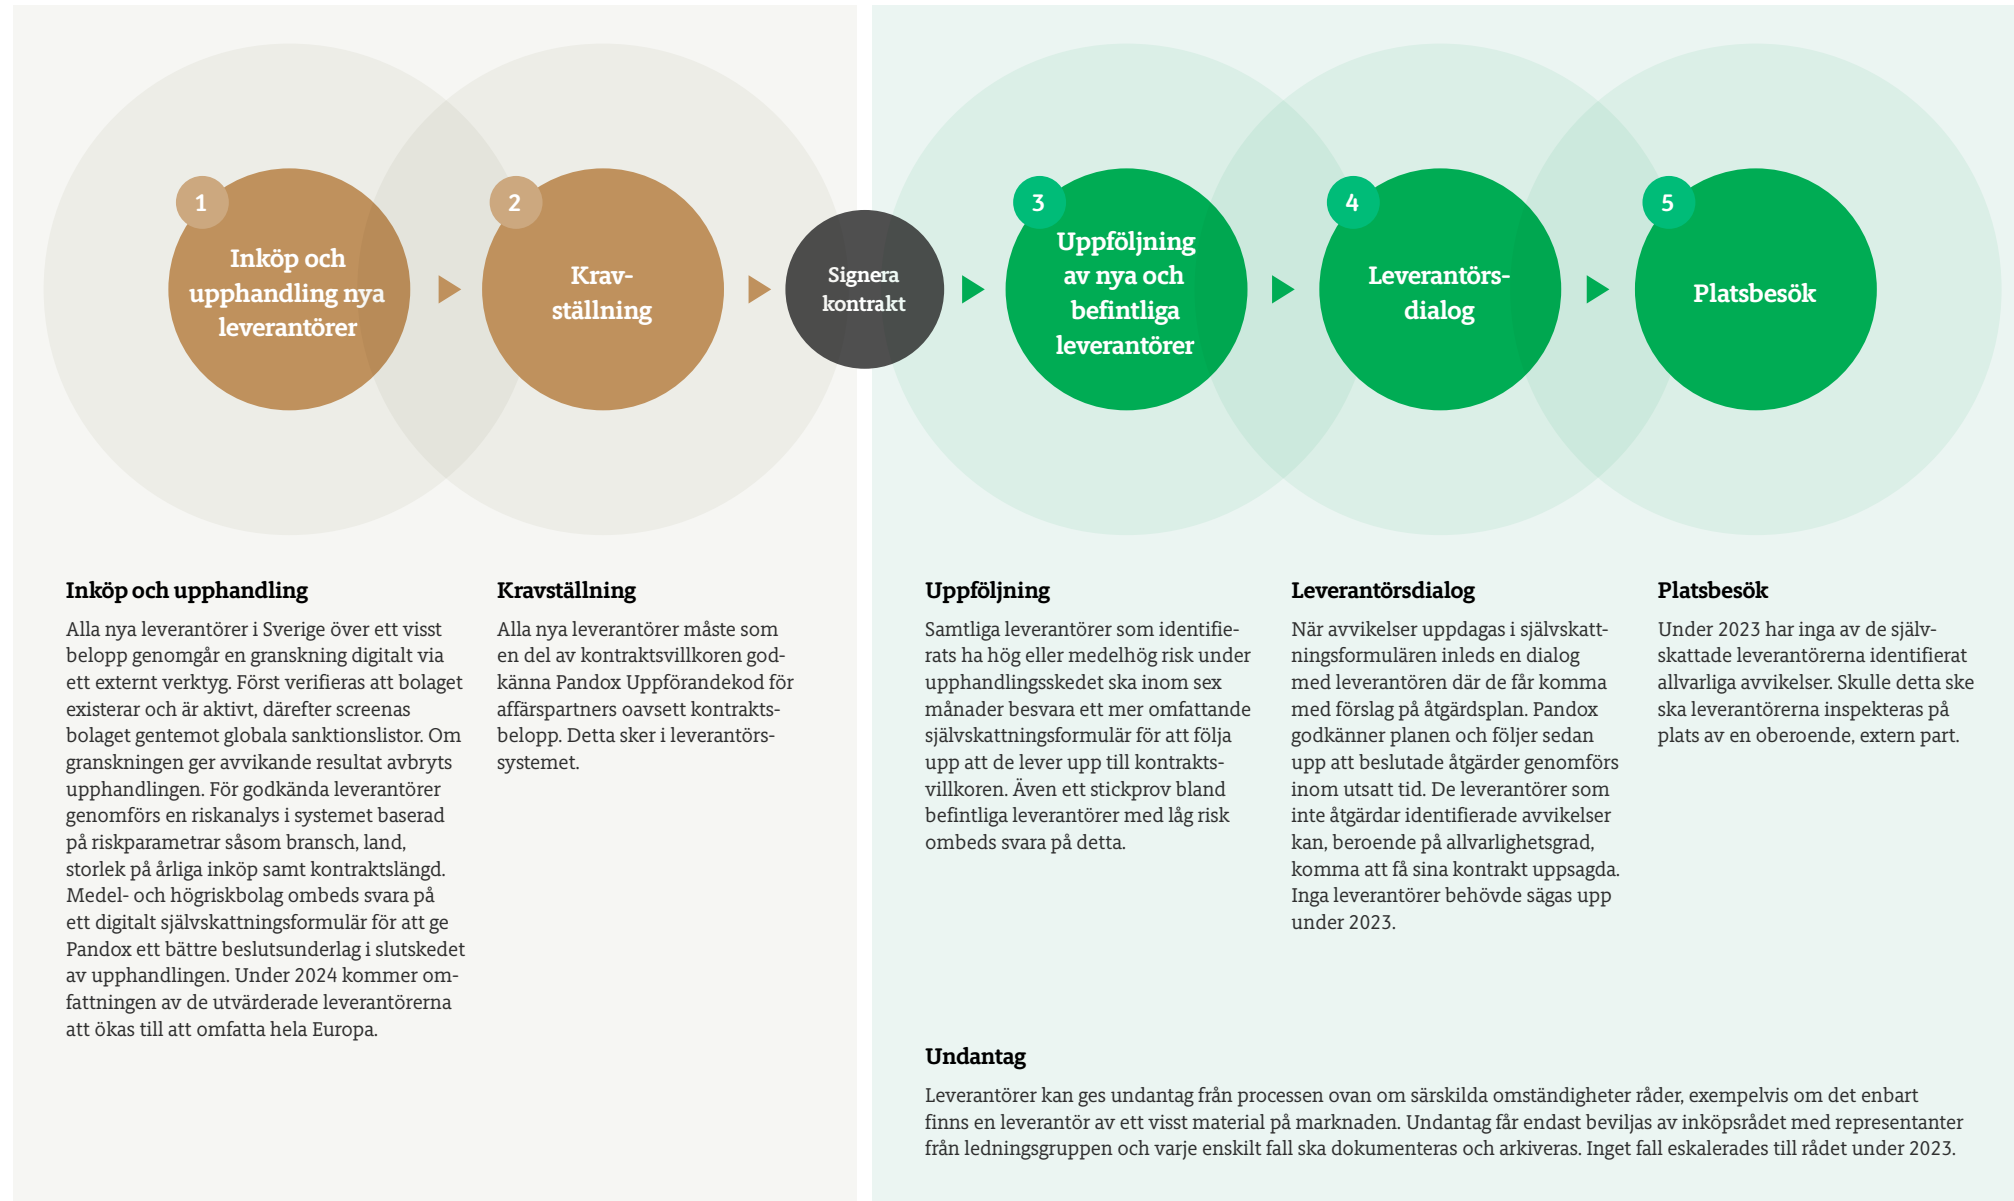 1
Inköp och
upphandling nya
leverantörer
2
Krav-
ställning
Signera
kontrakt
3
Uppföljning
av nya och
befintliga
leverantörer
4
Leverantörs-
dialog
5
Platsbesök
Inköp och upphandling
Alla nya leverantörer i Sverige över ett visst
belopp genomgår en granskning digitalt via
ett externt verktyg. Först verifieras att bolaget
existerar och är aktivt, därefter screenas
bolaget gentemot globala sanktionslistor. Om
granskningen ger avvikande resultat avbryts
upphandlingen. För godkända leverantörer
genomförs en riskanalys i systemet baserad
på riskparametrar såsom bransch, land,
storlek på årliga inköp samt kontraktslängd.
Medel- och högriskbolag ombeds svara på
ett digitalt självskattningsformulär för att ge
Pandox ett bättre beslutsunderlag i slutskedet
av upphandlingen. Under 2024 kommer om-
fattningen av de utvärderade leverantörerna
att ökas till att omfatta hela Europa.
Kravställning
Alla nya leverantörer måste som
en del av kontraktsvillkoren god-
känna Pandox Uppförandekod för
affärspartners oavsett kontrakts-
belopp. Detta sker i leverantörs-
systemet.
Uppföljning
Samtliga leverantörer som identifie-
rats ha hög eller medelhög risk under
upphandlingsskedet ska inom sex
månader besvara ett mer omfattande
självskattningsformulär för att följa
upp att de lever upp till kontrakts-
villkoren. Även ett stickprov bland
befintliga leverantörer med låg risk
ombeds svara på detta.
Leverantörsdialog
När avvikelser uppdagas i självskatt-
ningsformulären inleds en dialog
med leverantören där de får komma
med förslag på åtgärdsplan. Pandox
godkänner planen och följer sedan
upp att beslutade åtgärder genomförs
inom utsatt tid. De leverantörer som
inte åtgärdar identifierade avvikelser
kan, beroende på allvarlighetsgrad,
komma att få sina kontrakt uppsagda.
Inga leverantörer behövde sägas upp
under 2023.
Platsbesök
Under 2023 har inga av de själv-
skattade leverantörerna identifierat
allvarliga avvikelser. Skulle detta ske
ska leverantörerna inspekteras på
plats av en oberoende, extern part.
Undantag
Leverantörer kan ges undantag från processen ovan om särskilda omständigheter råder, exempelvis om det enbart
finns en leverantör av ett visst material på marknaden. Undantag får endast beviljas av inköpsrådet med representanter
från ledningsgruppen och varje enskilt fall ska dokumenteras och arkiveras. Inget fall eskalerades till rådet under 2023.